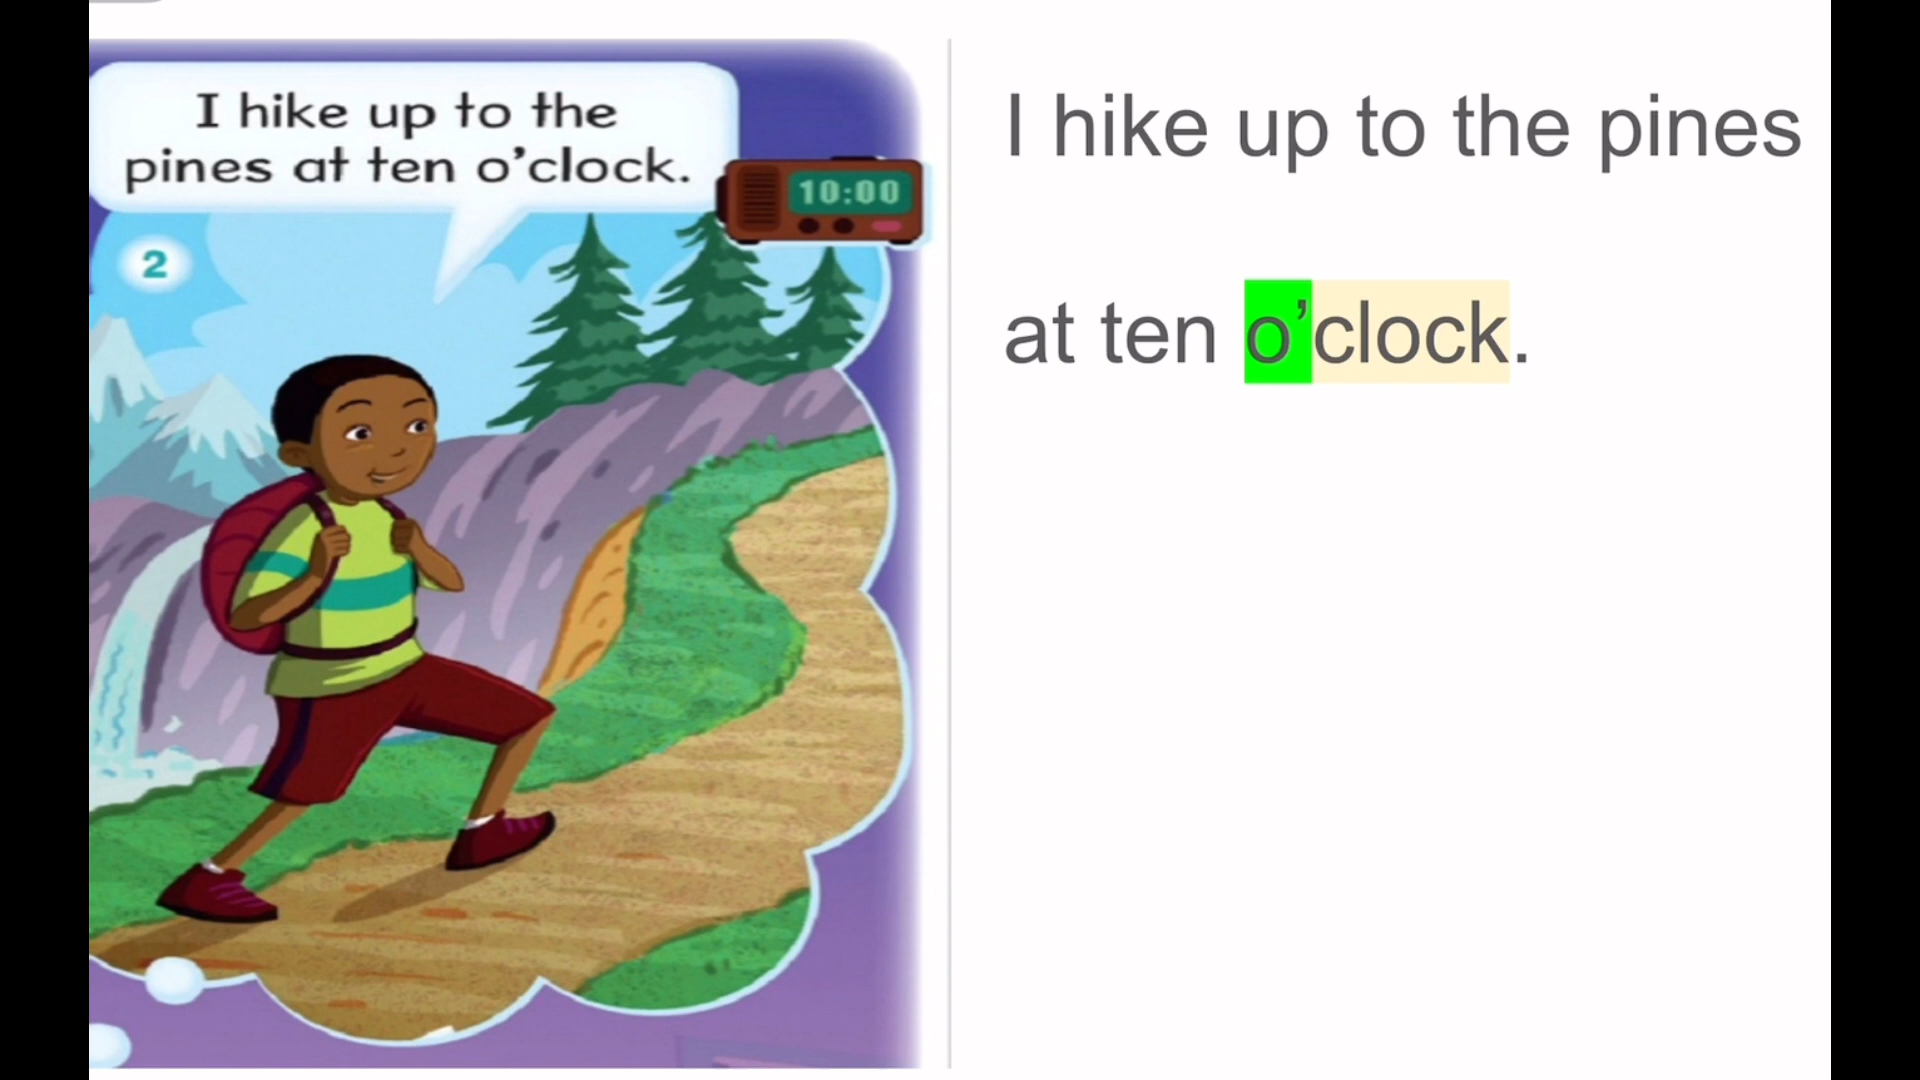 I hike up to the
pines at ten o’clock.
10:00
2
I hike up to the pines
at ten o’clock.